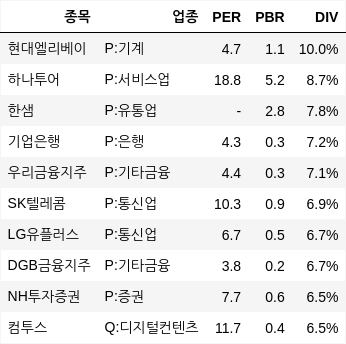 종목 업종 PER PBR DIV
현대엘리베이 P:기계 4.7 1.1 10.0%
하나투어 P:서비스업 18.8 5.2 8.7%
한샘 P:유통업 - 2.8 7.8%
기업은행 P:은행 4.3 0.3 7.2%
우리금융지주 P:기타금융 4.4 0.3 7.1%
SK텔레콤 P:통신업 10.3 0.9 6.9%
LG유플러스 P:통신업 6.7 0.5 6.7%
DGB금융지주 P:기타금융 3.8 0.2 6.7%
NH투자증권 P:증권 7.7 0.6 6.5%
컴투스 Q:디지털컨텐츠 11.7 0.4 6.5%